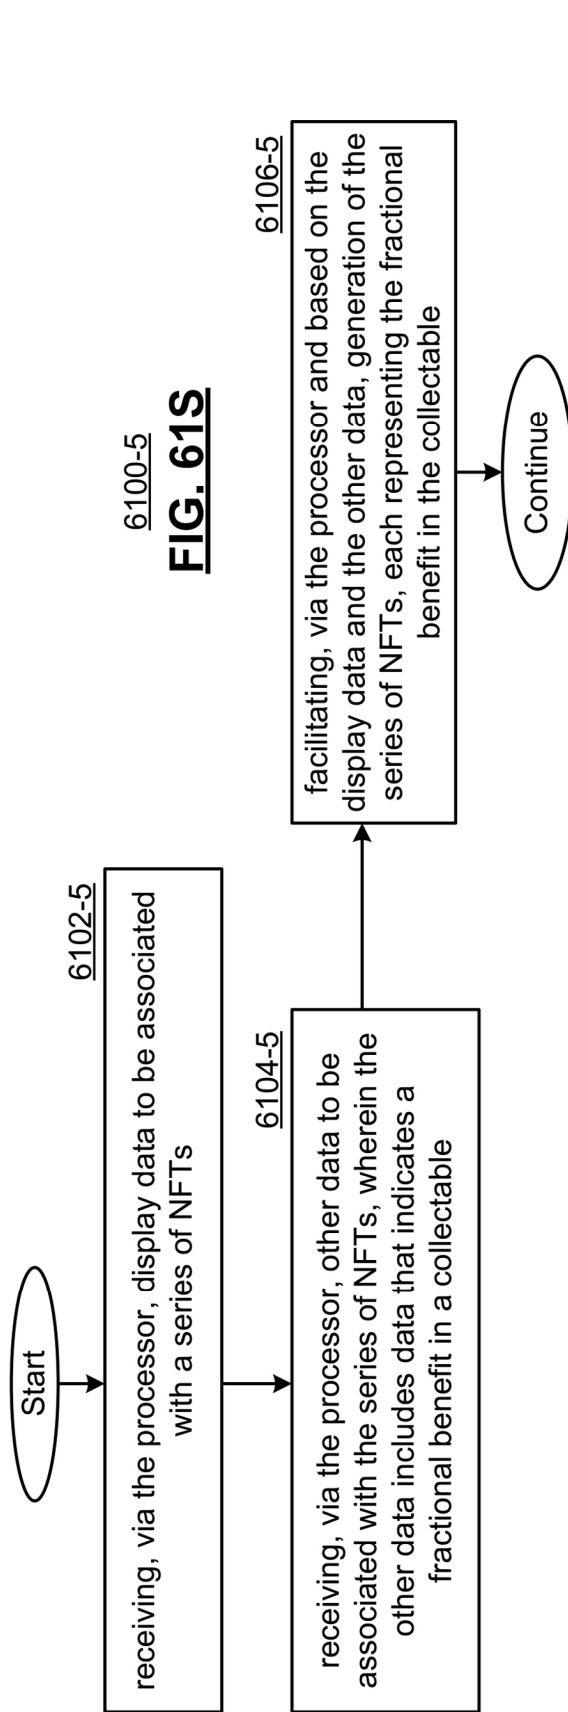 Start
6102-5
receiving, via the processor, display data to be associated
with a series of NFTs
6104-5
receiving, via the processor, other data to be
associated with the series of NFTs, wherein the
other data includes data that indicates a
fractional benefit in a collectable
6100-5
FIG. 61S
6106-5
facilitating, via the processor and based on the
display data and the other data, generation of the
series of NFTs, each representing the fractional
benefit in the collectable
Continue